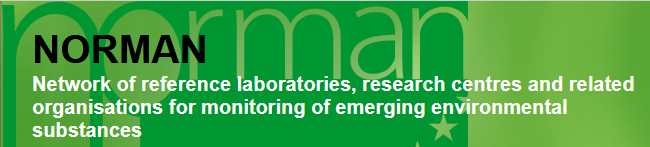 norman
NORMAN
Network of reference laboratories, research centres and related
organisations for monitoring of emerging environmental
substances